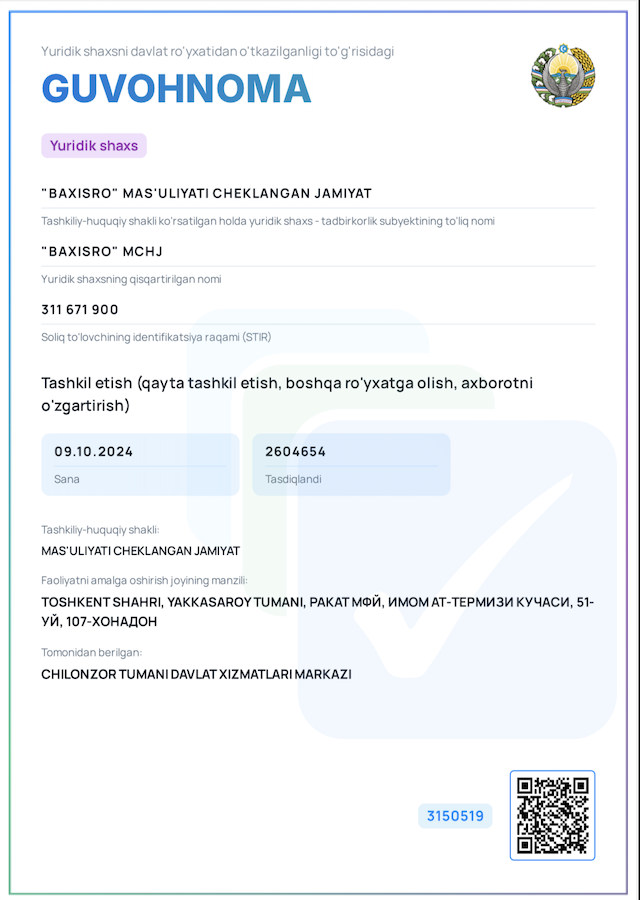 Yuridik shaxsni davlat ro'yxatidan o'tkazilganligi to'g'risidagi
GUVOHNOMA
Yuridik shaxs
"BAXISRO" MAS'ULIYATI CHEKLANGAN JAMIYAT
Tashkiliy-huquqiy shakli ko'rsatilgan holda yuridik shaxs - tadbirkorlik subyektining to'liq nomi
"BAXISRO" MCHJ
Yuridik shaxsning qisqartirilgan nomi
311 671 900
Soliq to'lovchining identifikatsiya raqami (STIR)
Tashkil etish (qayta tashkil etish, boshqa ro'yxatga olish, axborotni
o'zgartirish)
09.10.2024
Sana
2604654
Tasdiqlandi
Tashkiliy-huquqiy shakli:
MAS'ULIYATI CHEKLANGAN JAMIYAT
Faoliyatni amalga oshirish joyining manzili:
TOSHKENT SHAHRI, YAKKASAROY TUMANI, РАКАТ МФЙ, ИМОМ АТ-ТЕРМИЗИ КУЧАСИ, 51-
УЙ, 107-ХОНАДОН
Tomonidan berilgan:
CHILONZOR TUMANI DAVLAT XIZMATLARI MARKAZI
3150519